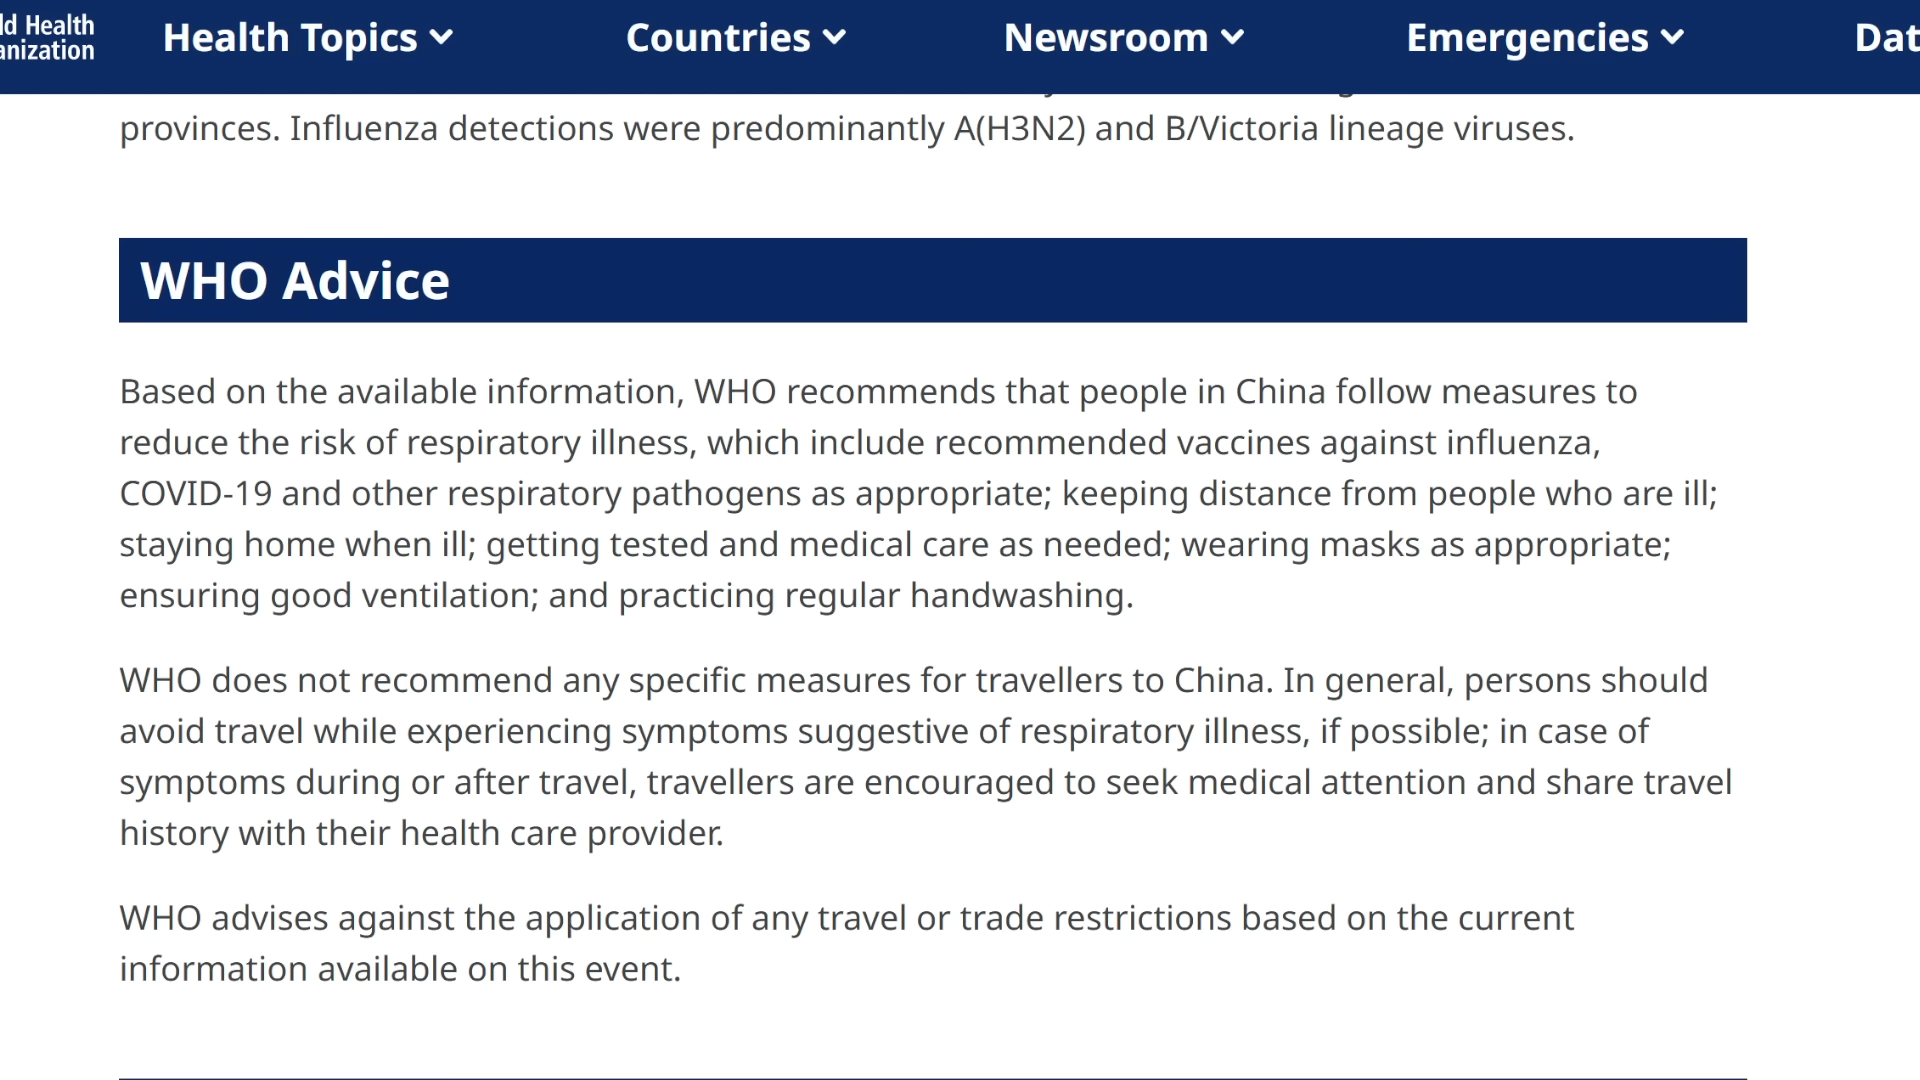 ld Health
anization
Health Topics
Countries
Newsroom
Emergencies
Dat
provinces. Influenza detections were predominantly A(H3N2) and B/Victoria lineage viruses.
WHO Advice
Based on the available information, WHO recommends that people in China follow measures to
reduce the risk of respiratory illness, which include recommended vaccines against influenza,
COVID-19 and other respiratory pathogens as appropriate; keeping distance from people who are ill;
staying home when ill; getting tested and medical care as needed; wearing masks as appropriate;
ensuring good ventilation; and practicing regular handwashing.
WHO does not recommend any specific measures for travellers to China. In general, persons should
avoid travel while experiencing symptoms suggestive of respiratory illness, if possible; in case of
symptoms during or after travel, travellers are encouraged to seek medical attention and share travel
history with their health care provider.
WHO advises against the application of any travel or trade restrictions based on the current
information available on this event.